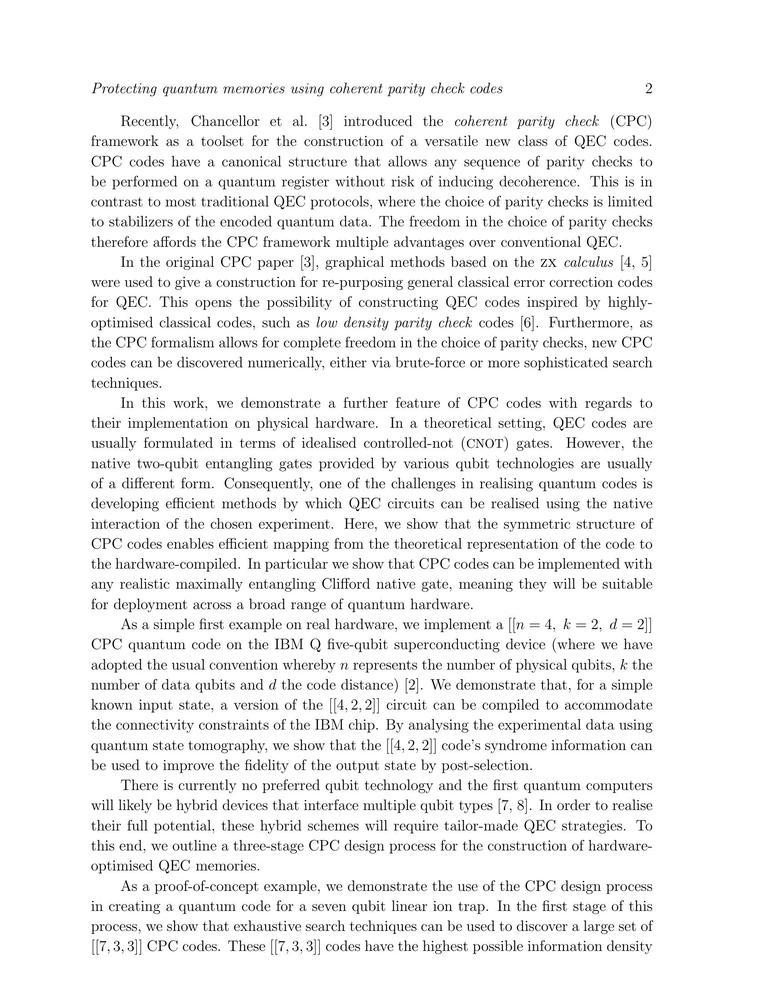 Protecting quantum memories using coherent parity check codes 2
Recently, Chancellor et al. [3] introduced the coherent parity check (CPC)
framework as a toolset for the construction of a versatile new class of QEC codes.
CPC codes have a canonical structure that allows any sequence of parity checks to
be performed on a quantum register without risk of inducing decoherence. This is in
contrast to most traditional QEC protocols, where the choice of parity checks is limited
to stabilizers of the encoded quantum data. The freedom in the choice of parity checks
therefore affords the CPC framework multiple advantages over conventional QEC.
In the original CPC paper [3], graphical methods based on the ZX calculus [4, 5]
were used to give a construction for re-purposing general classical error correction codes
for QEC. This opens the possibility of constructing QEC codes inspired by highly-
optimised classical codes, such as low density parity check codes [6]. Furthermore, as
the CPC formalism allows for complete freedom in the choice of parity checks, new CPC
codes can be discovered numerically, either via brute-force or more sophisticated search
techniques.
In this work, we demonstrate a further feature of CPC codes with regards to
their implementation on physical hardware. In a theoretical setting, QEC codes are
usually formulated in terms of idealised controlled-not (CNOT) gates. However, the
native two-qubit entangling gates provided by various qubit technologies are usually
of a different form. Consequently, one of the challenges in realising quantum codes is
developing efficient methods by which QEC circuits can be realised using the native
interaction of the chosen experiment. Here, we show that the symmetric structure of
CPC codes enables efficient mapping from the theoretical representation of the code to
the hardware-compiled. In particular we show that CPC codes can be implemented with
any realistic maximally entangling Clifford native gate, meaning they will be suitable
for deployment across a broad range of quantum hardware.
As a simple first example on real hardware, we implement a [[n = 4, k = 2, d = 2]]
CPC quantum code on the IBM Q five-qubit superconducting device (where we have
adopted the usual convention whereby n represents the number of physical qubits, k the
number of data qubits and d the code distance) [2]. We demonstrate that, for a simple
known input state, a version of the [[4, 2, 2]] circuit can be compiled to accommodate
the connectivity constraints of the IBM chip. By analysing the experimental data using
quantum state tomography, we show that the [[4, 2, 2]] code's syndrome information can
be used to improve the fidelity of the output state by post-selection.
There is currently no preferred qubit technology and the first quantum computers
will likely be hybrid devices that interface multiple qubit types [7, 8]. In order to realise
their full potential, these hybrid schemes will require tailor-made QEC strategies. To
this end, we outline a three-stage CPC design process for the construction of hardware-
optimised QEC memories.
As a proof-of-concept example, we demonstrate the use of the CPC design process
in creating a quantum code for a seven qubit linear ion trap. In the first stage of this
process, we show that exhaustive search techniques can be used to discover a large set of
[[7, 3, 3]] CPC codes. These [[7, 3, 3]] codes have the highest possible information density